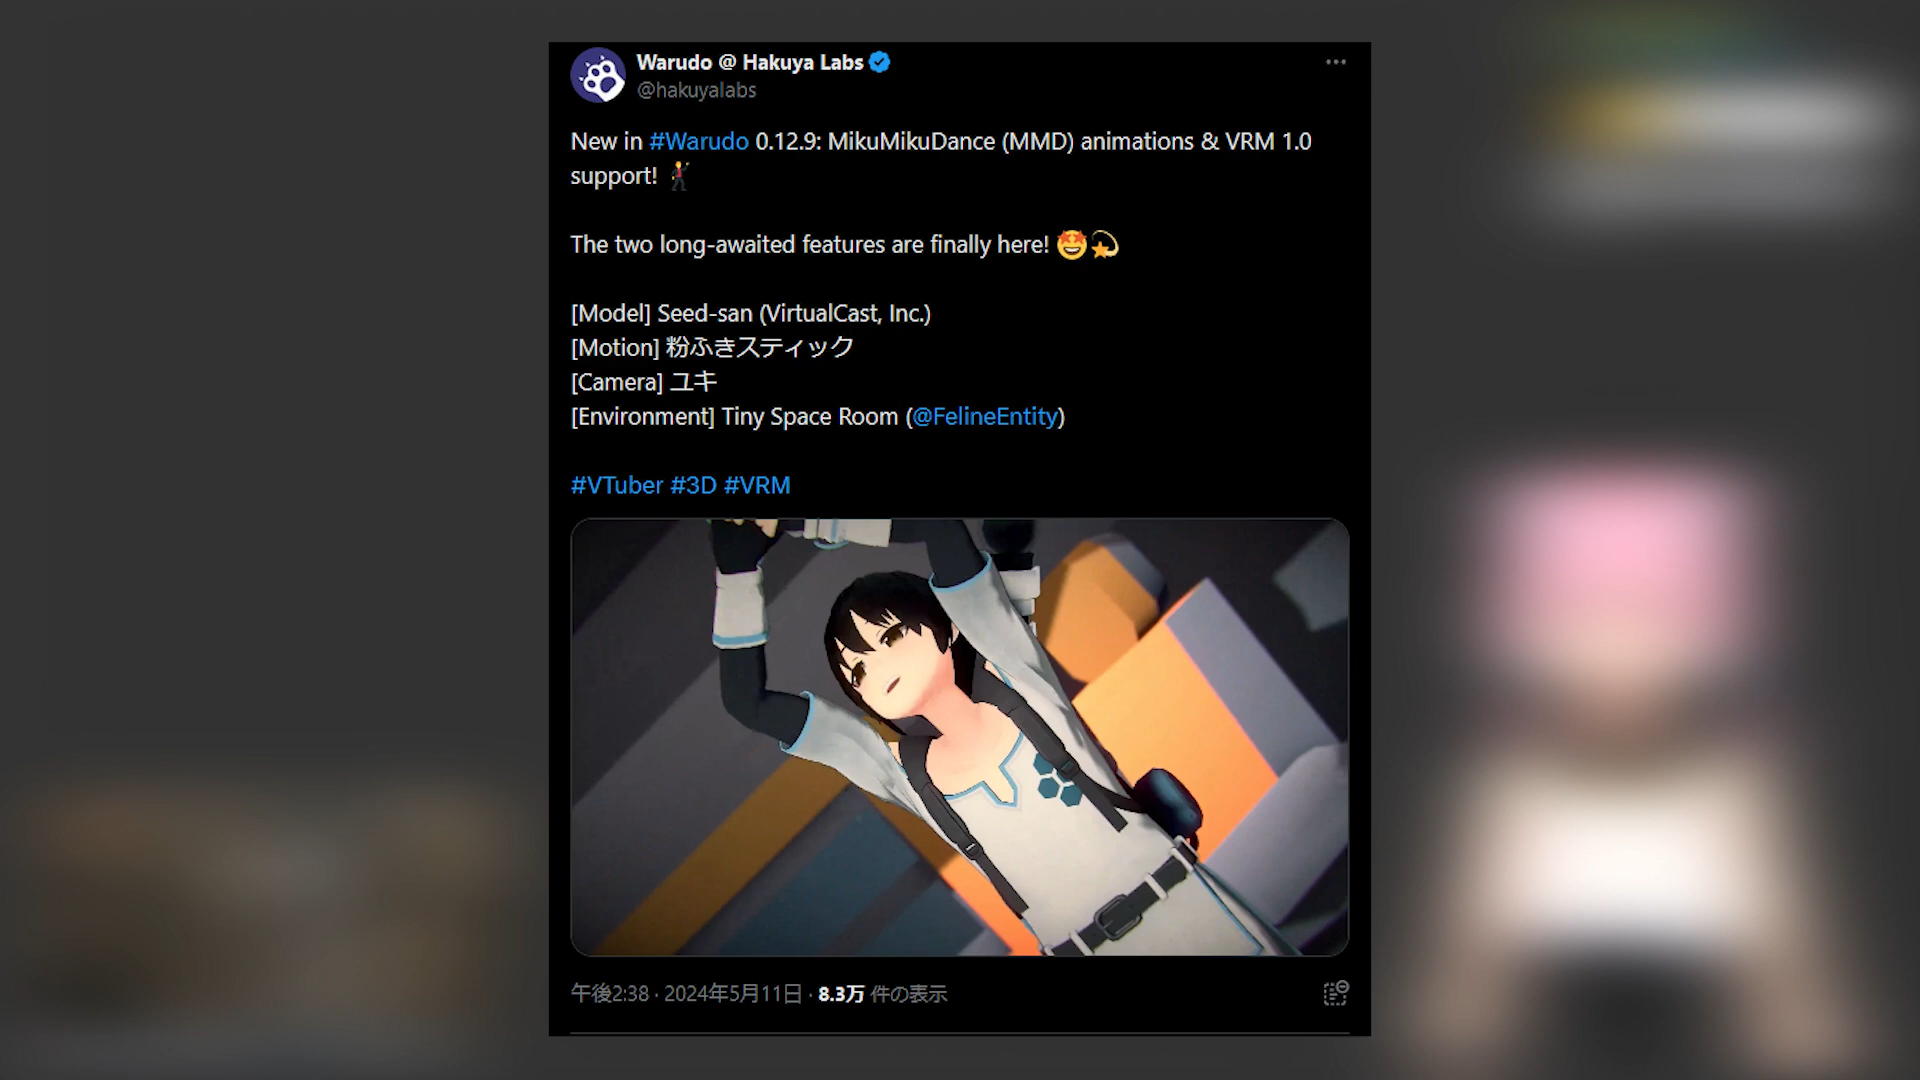 Warudo @ Hakuya Labs
@hakuyalabs
New in #Warudo 0.12.9: MikuMikuDance (MMD) animations & VRM 1.0
support! 🕺
The two long-awaited features are finally here! 🤩💫
[Model] Seed-san (VirtualCast, Inc.)
[Motion] 粉ふきスティック
[Camera] ユキ
[Environment] Tiny Space Room (@FelineEntity)
#VTuber #3D #VRM
午後2:38 · 2024年5月11日 · 8.3万 件の表示